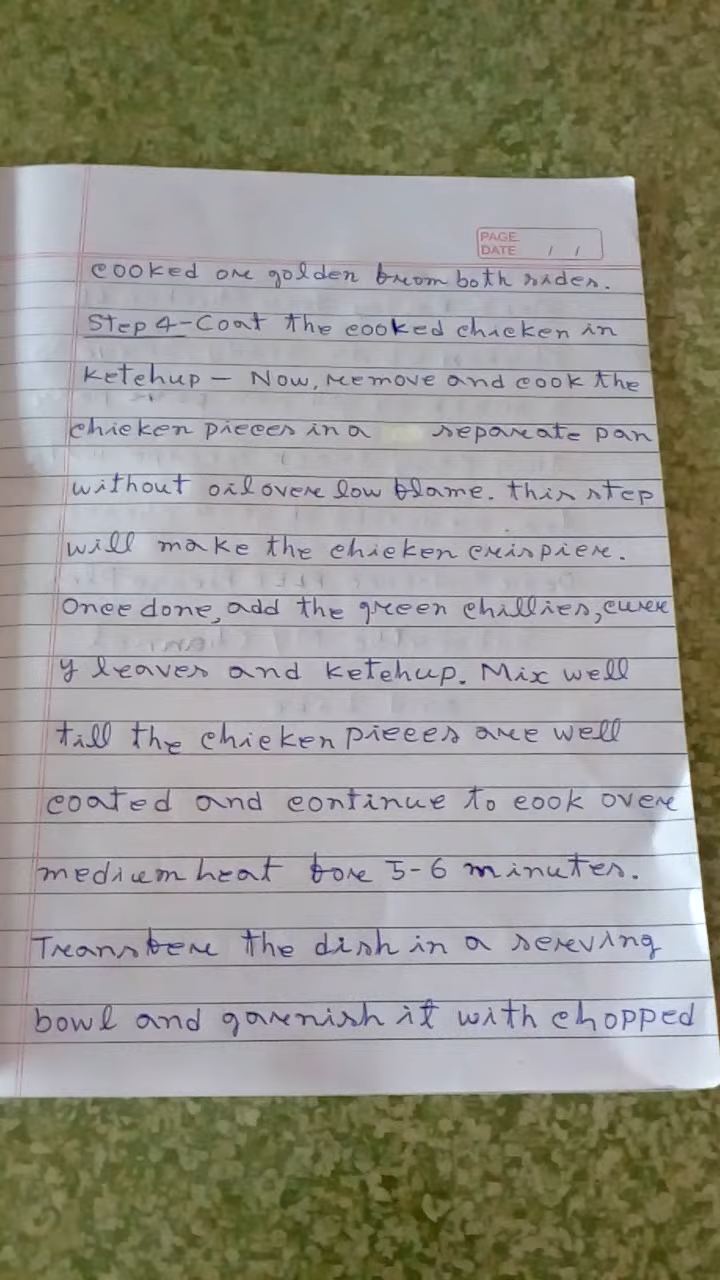 PAGE
DATE / /
cooked or golden from both sides.
Step 4-Coat the cooked chicken in
ketchup - Now, remove and cook the
chicken pieces in a separate pan
without oil over low flame. this step
will make the chicken crispier.
Once done, add the green chillies, curr
y leaves and ketchup. Mix well
till the chicken pieces are well
coated and continue to cook over
medium heat for 5-6 minutes.
Transfer the dish in a serving
bowl and garnish it with chopped